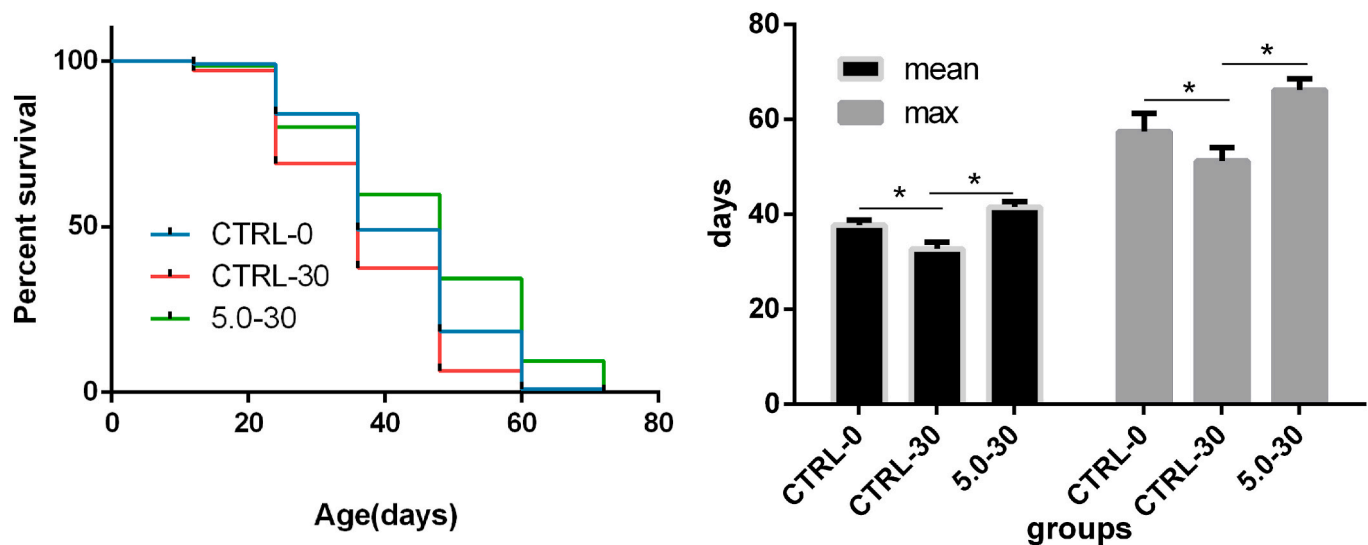 Percent survival
100
50
0
CTRL-0
CTRL-30
5.0-30
0 20 40 60 80
Age(days)
days
80
60
40
20
0
mean
max
* * * *
CTRL-0 CTRL-30 5.0-30 CTRL-0 CTRL-30 5.0-30
groups